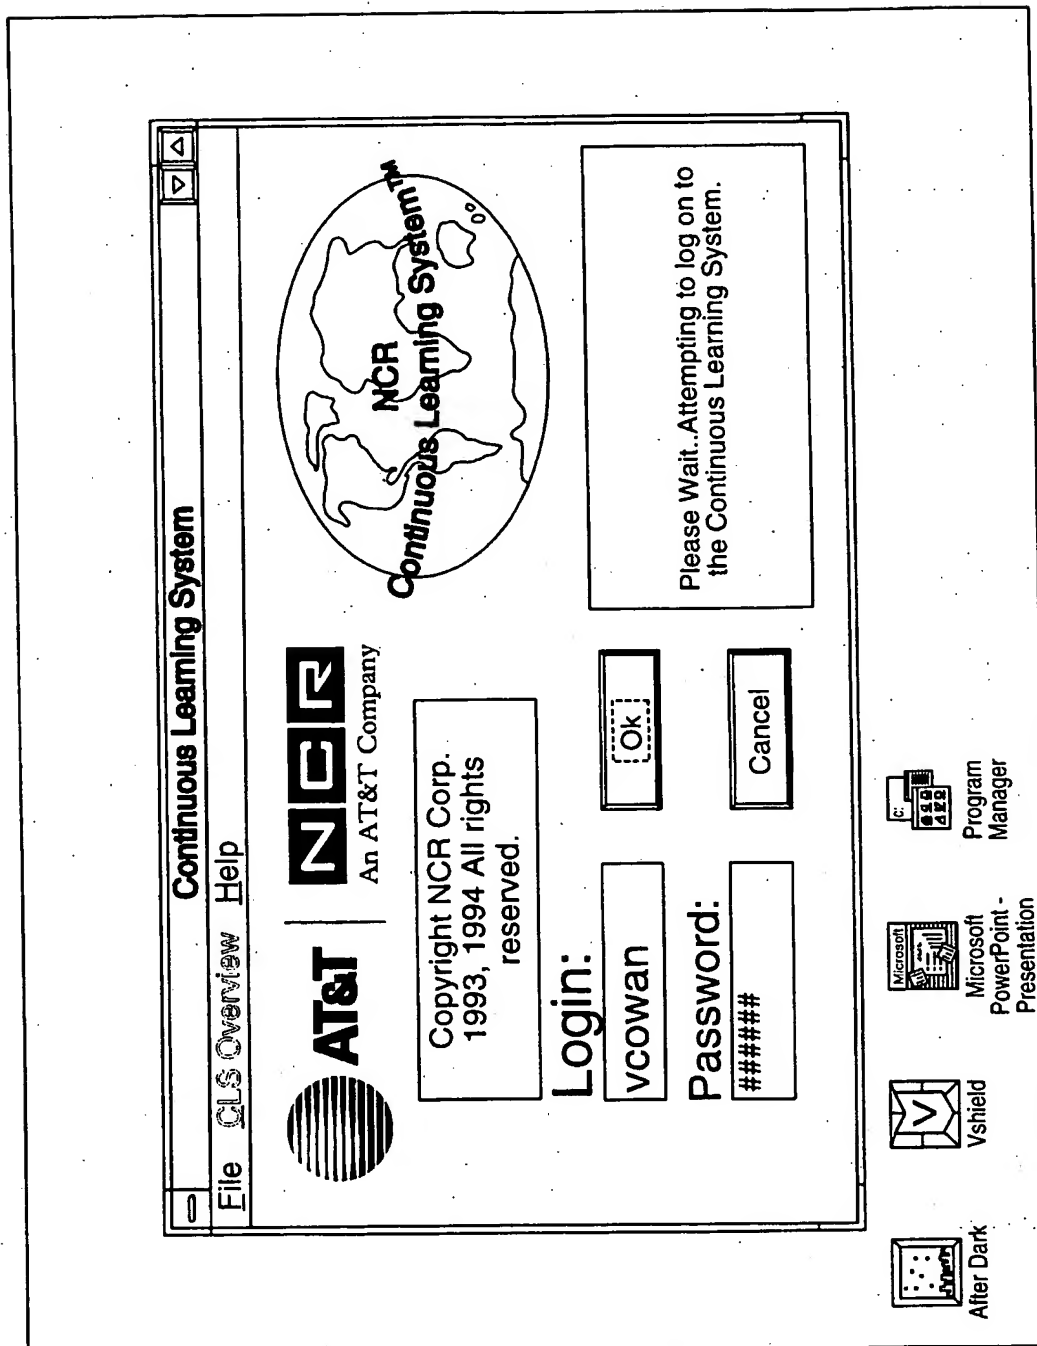 Continuous Learning System
File CLS Overview Help
AT&T
NCR
An AT&T Company
NCR
Continuous Learning System™
Copyright NCR Corp.
1993, 1994 All rights
reserved.
Login:
vcowan
Ok
Password:
######
Cancel
Please Wait..Attempting to log on to
the Continuous Learning System.
After Dark
V
Vshield
Microsoft
Microsoft
PowerPoint -
Presentation
C:
Program
Manager